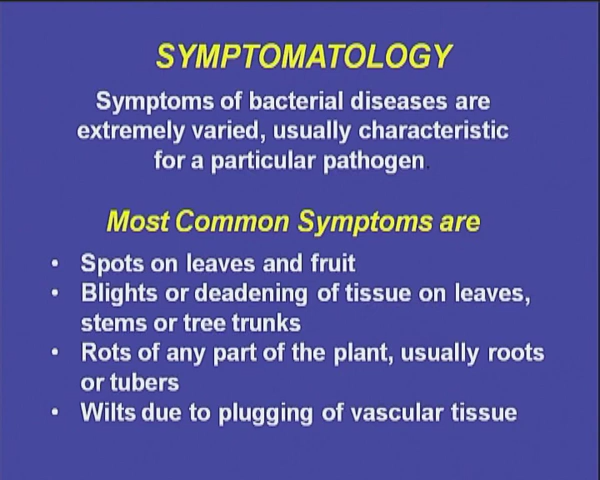 SYMPTOMATOLOGY
Symptoms of bacterial diseases are
extremely varied, usually characteristic
for a particular pathogen.
Most Common Symptoms are
• Spots on leaves and fruit
• Blights or deadening of tissue on leaves,
stems or tree trunks
• Rots of any part of the plant, usually roots
or tubers
• Wilts due to plugging of vascular tissue